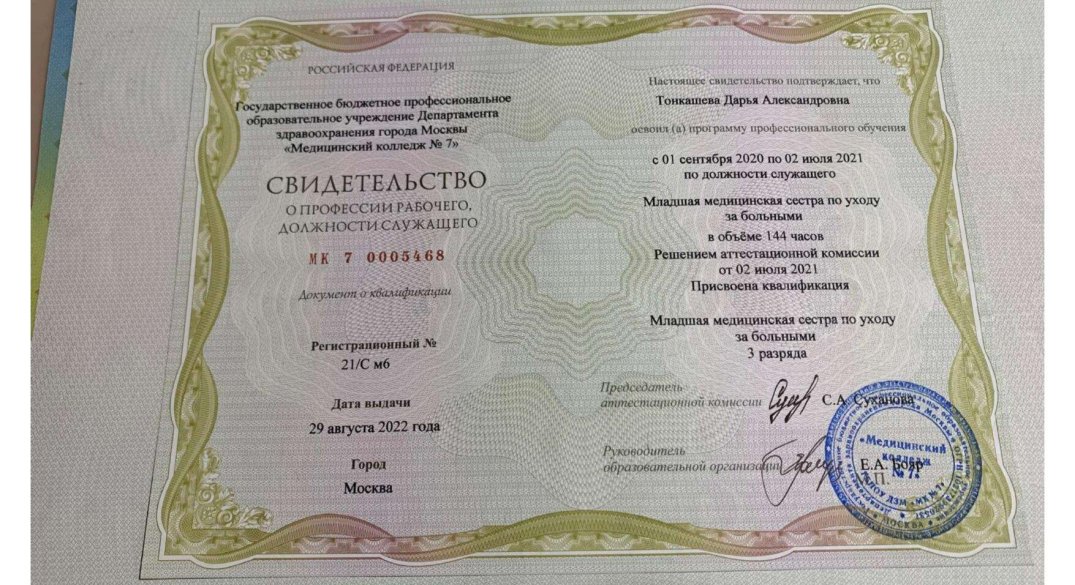 РОССИЙСКАЯ ФЕДЕРАЦИЯ
Государственное бюджетное профессиональное
образовательное учреждение Департамента
здравоохранения города Москвы
«Медицинский колледж № 7»
СВИДЕТЕЛЬСТВО
О ПРОФЕССИИ РАБОЧЕГО,
ДОЛЖНОСТИ СЛУЖАЩЕГО
МК 7 0005468
Документ о квалификации
Регистрационный №
21/С м6
Дата выдачи
29 августа 2022 года
Город
Москва
Настоящее свидетельство подтверждает, что
Тонкашева Дарья Александровна
освоил (а) программу профессионального обучения
с 01 сентября 2020 по 02 июля 2021
по должности служащего
Младшая медицинская сестра по уходу
за больными
в объёме 144 часов
Решением аттестационной комиссии
от 02 июля 2021
Присвоена квалификация
Младшая медицинская сестра по уходу
за больными
3 разряда
Председатель
аттестационной комиссии С.А. Суханова
Руководитель
образовательной организации Е.А. Бояр
М.П.
«Медицинский
колледж
№ 7»
МОСКВА